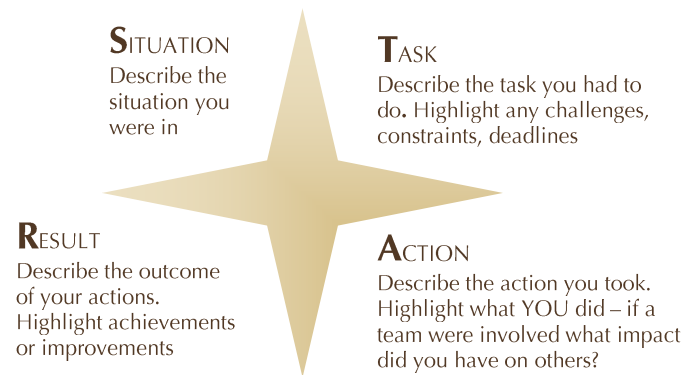 SITUATION
Describe the
situation you
were in
TASK
Describe the task you had to
do. Highlight any challenges,
constraints, deadlines
RESULT
Describe the outcome
of your actions.
Highlight achievements
or improvements
ACTION
Describe the action you took.
Highlight what YOU did – if a
team were involved what impact
did you have on others?